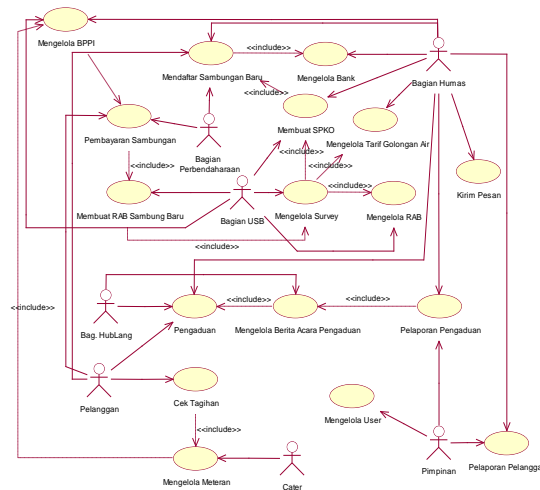 Mengelola BPPI
Mendaftar Sambungan Baru
<<include>>
Mengelola Bank
Bagian Humas
<<include>>
Membuat SPKO
Mengelola Tarif Golongan Air
Pembayaran Sambungan
Bagian
Perbendaharaan
<<include>>
<<include>>
<<include>>
Kirim Pesan
Membuat RAB Sambung Baru
Bagian USB
Mengelola Survey
<<include>>
Mengelola RAB
<<include>>
<<include>>
Bag. HubLang
Pengaduan
<<include>>
Mengelola Berita Acara Pengaduan
<<include>>
Pelaporan Pengaduan
Pelanggan
Cek Tagihan
Mengelola User
<<include>>
Mengelola Meteran
Cater
Pimpinan
Pelaporan Pelangga